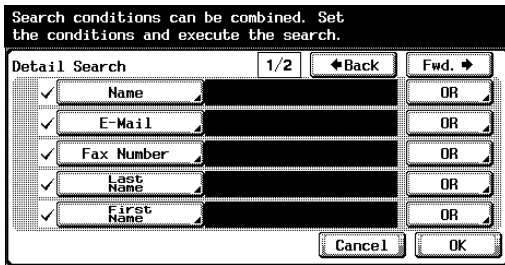 Search conditions can be combined. Set
the conditions and execute the search.
Detail Search 1/2 ←Back Fwd. →
✓ Name OR
✓ E-Mail OR
✓ Fax Number OR
✓ Last Name OR
✓ First Name OR
Cancel OK